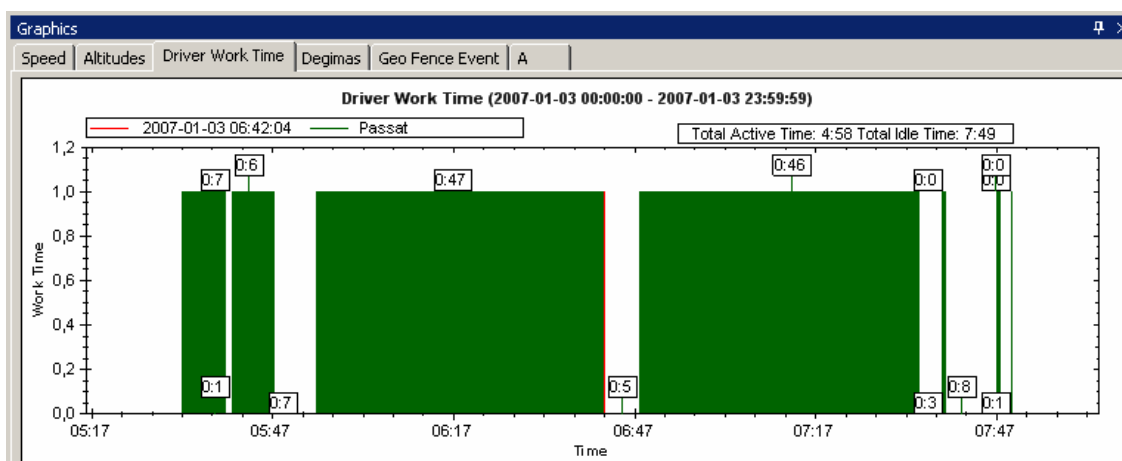 Graphics
Speed Altitudes Driver Work Time Degimas Geo Fence Event A
Driver Work Time (2007-01-03 00:00:00 - 2007-01-03 23:59:59)
2007-01-03 06:42:04 Passat
Total Active Time: 4:58 Total Idle Time: 7:49
1,2
0:6 0:46 0:0
0:7 0:47 0:0 0:0
1,0
0,8
Work Time
0,6
0,4
0,2
0:1 0:5 0:8
0:7 0:3 0:1
0,0
05:17 05:47 06:17 06:47 07:17 07:47
Time